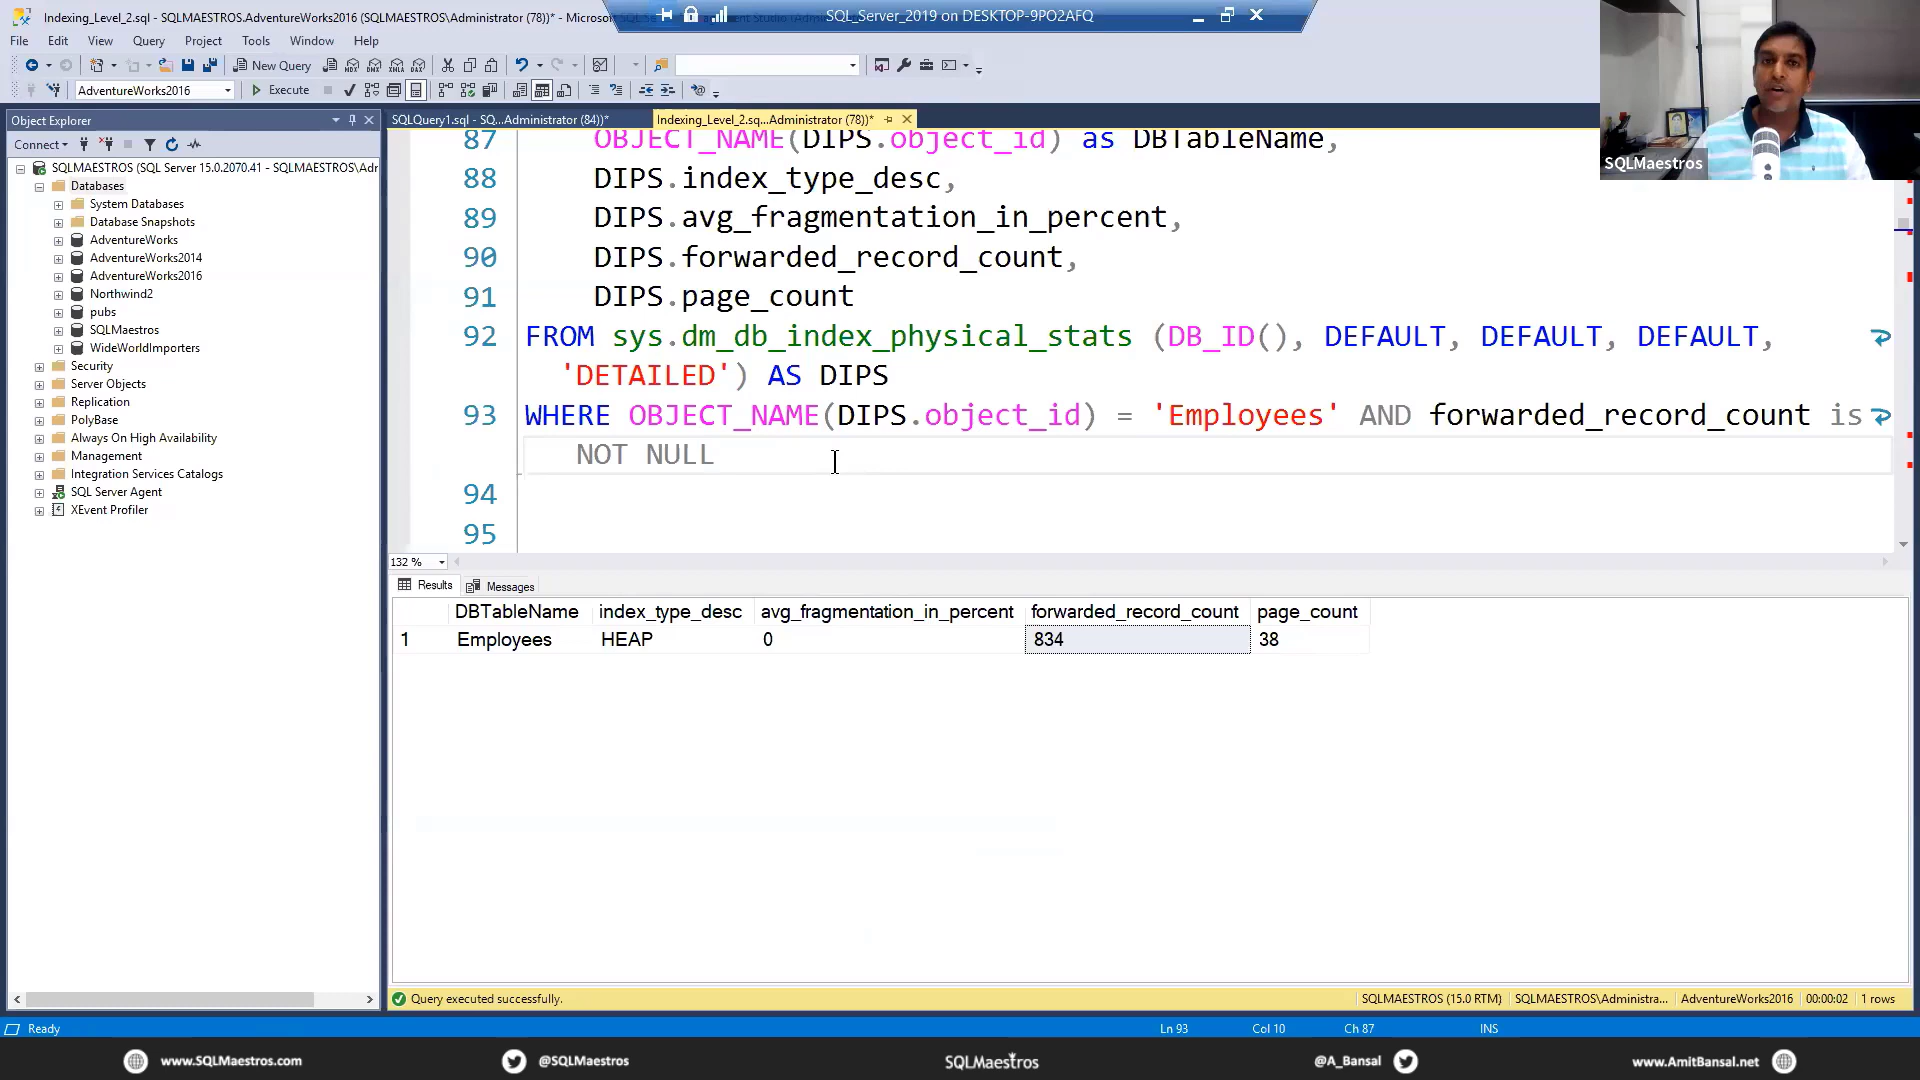 Indexing_Level_2.sql - SQLMAESTROS.AdventureWorks2016 (SQLMAESTROS\Administrator (78))* - Micros
SQL_Server_2019 on DESKTOP-9PO2AFQ
File Edit View Query Project Tools Window Help
New Query
AdventureWorks2016 Execute
SQLMaestros
Object Explorer
Connect
SQLMAESTROS (SQL Server 15.0.2070.41 - SQLMAESTROS\Adr
Databases
System Databases
Database Snapshots
AdventureWorks
AdventureWorks2014
AdventureWorks2016
Northwind2
pubs
SQLMaestros
WideWorldImporters
Security
Server Objects
Replication
PolyBase
Always On High Availability
Management
Integration Services Catalogs
SQL Server Agent
XEvent Profiler
SQLQuery1.sql - SQ...Administrator (84))* Indexing_Level_2.sq...Administrator (78))*
87 OBJECT_NAME(DIPS.object_id) as DBTableName,
88 DIPS.index_type_desc,
89 DIPS.avg_fragmentation_in_percent,
90 DIPS.forwarded_record_count,
91 DIPS.page_count
92 FROM sys.dm_db_index_physical_stats (DB_ID(), DEFAULT, DEFAULT, DEFAULT,
'DETAILED') AS DIPS
93 WHERE OBJECT_NAME(DIPS.object_id) = 'Employees' AND forwarded_record_count is
NOT NULL
94
95
132 %
Results Messages
DBTableName index_type_desc avg_fragmentation_in_percent forwarded_record_count page_count
1 Employees HEAP 0 834 38
Query executed successfully. SQLMAESTROS (15.0 RTM) SQLMAESTROS\Administra... AdventureWorks2016 00:00:02 1 rows
Ready Ln 93 Col 10 Ch 87 INS
www.SQLMaestros.com @SQLMaestros SQLMaestros @A_Bansal www.AmitBansal.net